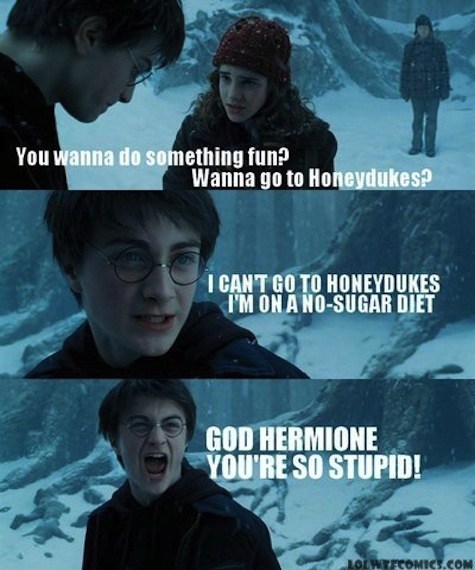 You wanna do something fun?
Wanna go to Honeydukes?
I CAN'T GO TO HONEYDUKES
I'M ON A NO-SUGAR DIET
GOD HERMIONE
YOU'RE SO STUPID!
LOLWTFCOMICS.COM